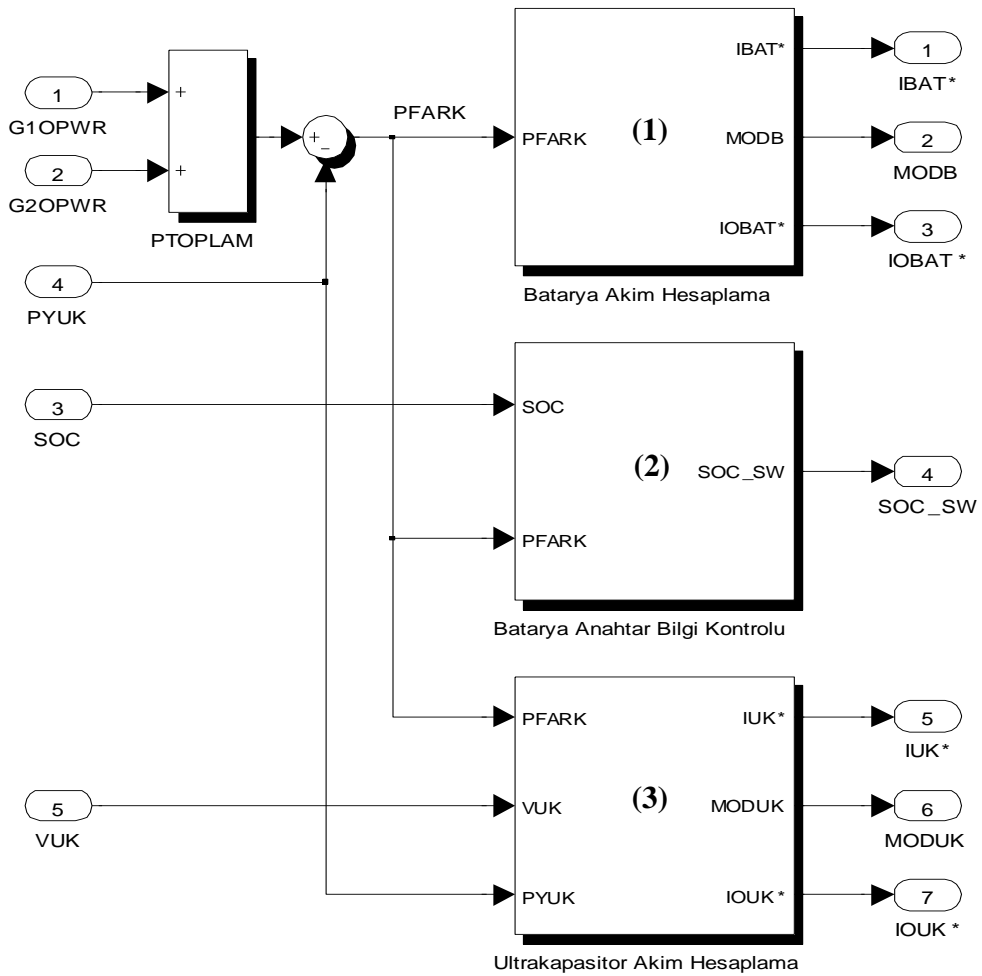 1
G1OPWR
2
G2OPWR
+
+
PTOPLAM
+
−
PFARK
4
PYUK
3
SOC
5
VUK
PFARK
(1)
IBAT*
MODB
IOBAT*
Batarya Akim Hesaplama
1
IBAT*
2
MODB
3
IOBAT *
SOC
PFARK
(2)
SOC_SW
Batarya Anahtar Bilgi Kontrolu
4
SOC_SW
PFARK
VUK
PYUK
(3)
IUK*
MODUK
IOUK*
Ultrakapasitor Akim Hesaplama
5
IUK*
6
MODUK
7
IOUK *